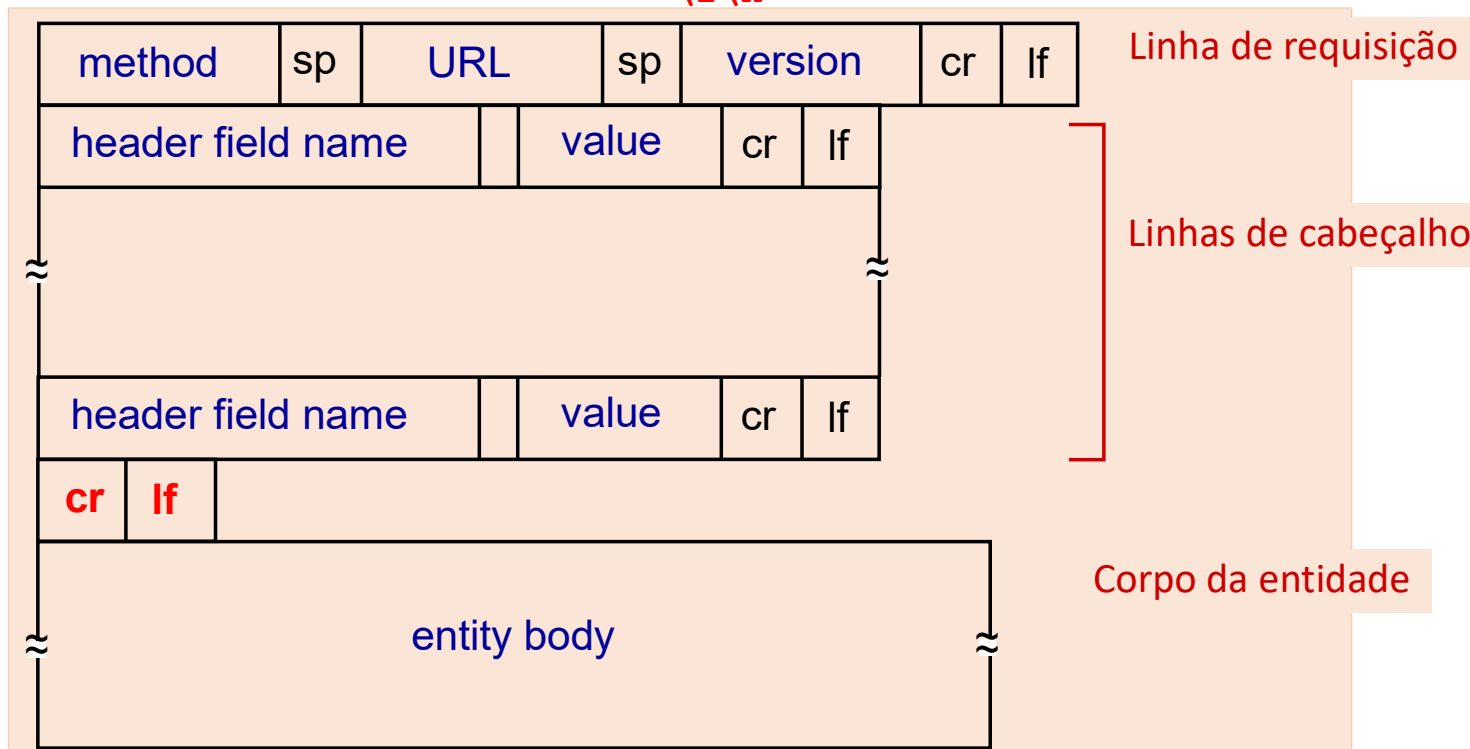 method sp URL sp version cr lf Linha de requisição
header field name value cr lf
Linhas de cabeçalho
≈ ≈
header field name value cr lf
cr lf
Corpo da entidade
≈ entity body ≈